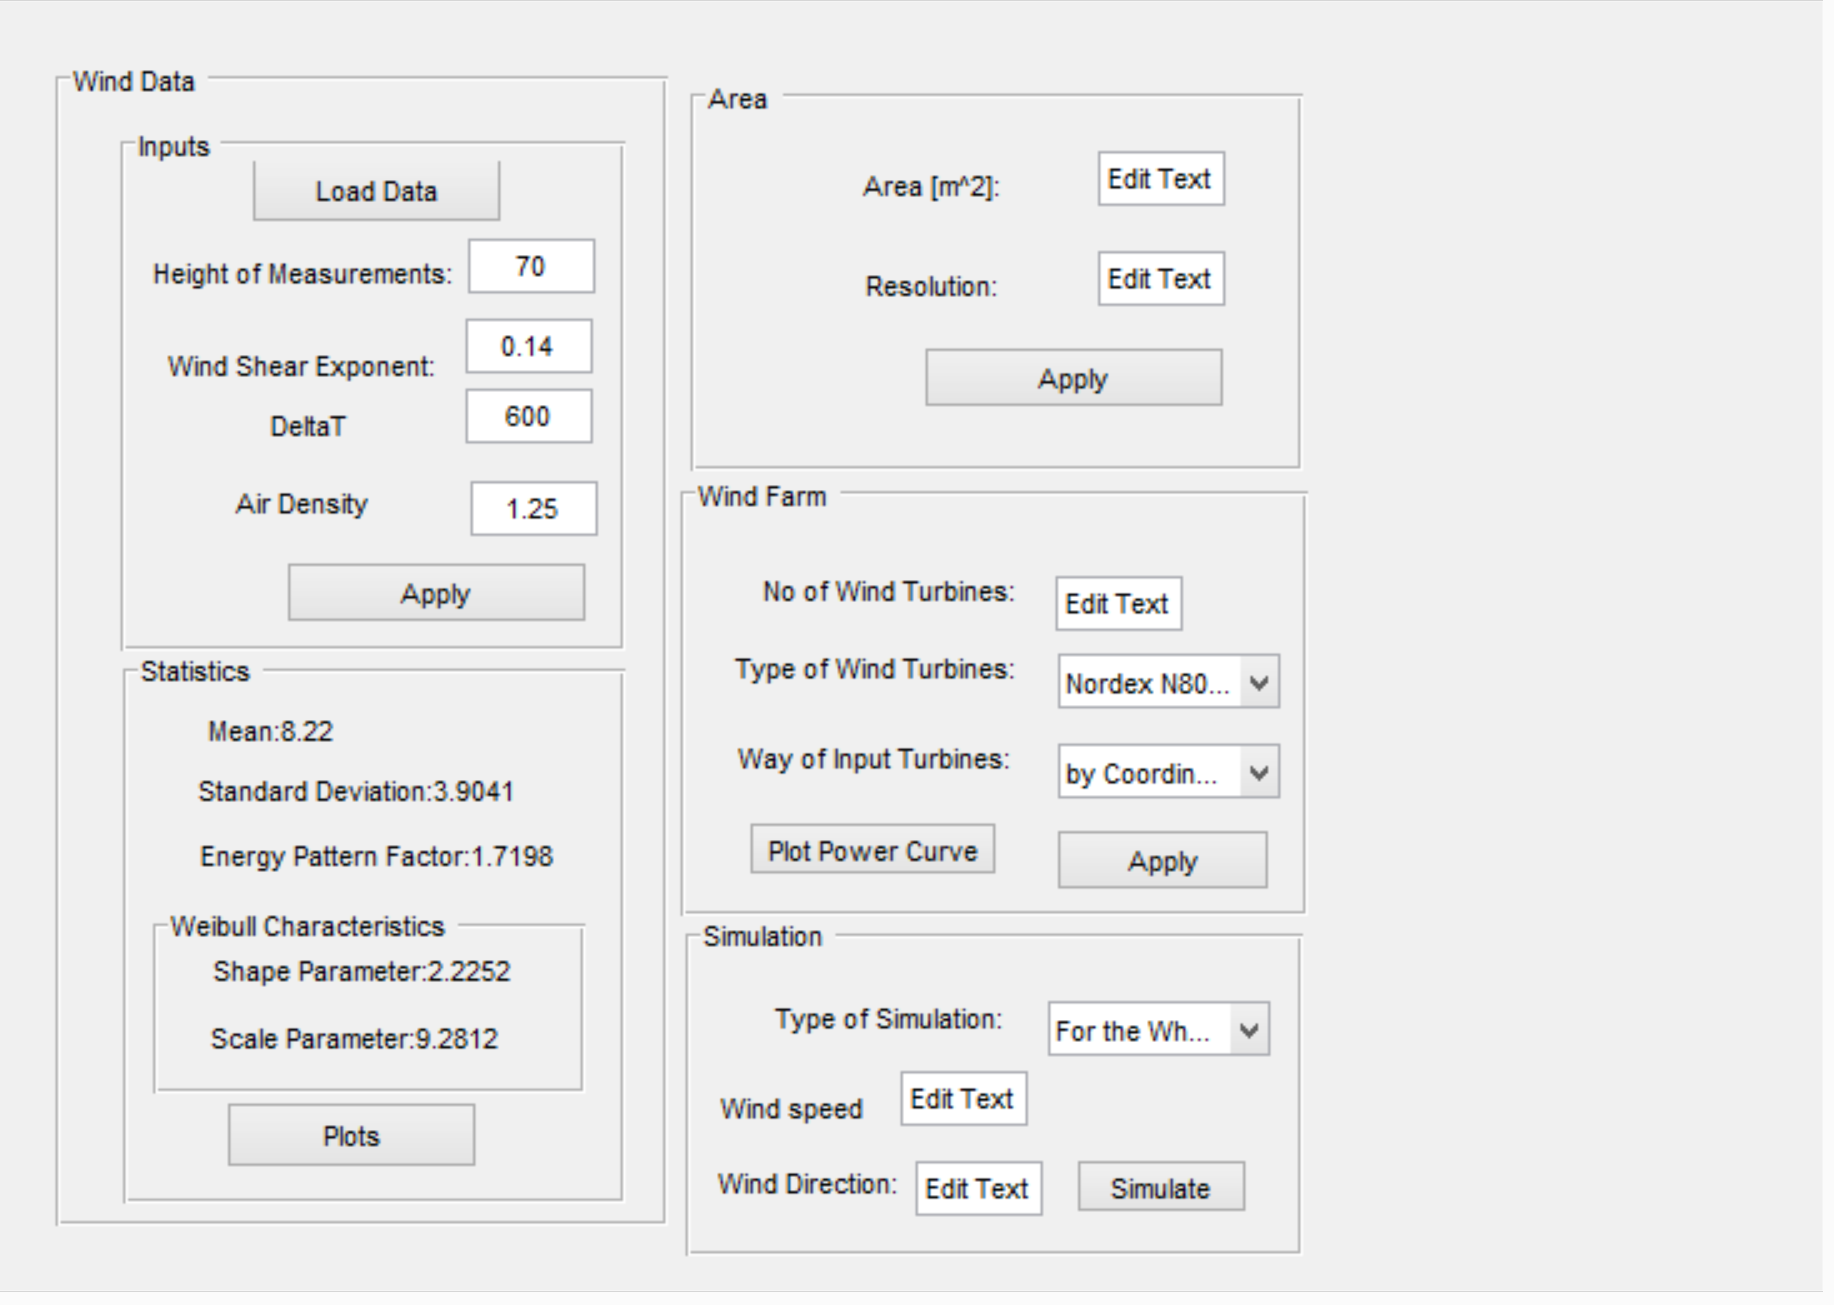 Wind Data
Inputs
Load Data
Height of Measurements: 70
Wind Shear Exponent: 0.14
DeltaT 600
Air Density 1.25
Apply
Statistics
Mean:8.22
Standard Deviation:3.9041
Energy Pattern Factor:1.7198
Weibull Characteristics
Shape Parameter:2.2252
Scale Parameter:9.2812
Plots
Area
Area [m^2]: Edit Text
Resolution: Edit Text
Apply
Wind Farm
No of Wind Turbines: Edit Text
Type of Wind Turbines: Nordex N80...
Way of Input Turbines: by Coordin...
Plot Power Curve Apply
Simulation
Type of Simulation: For the Wh...
Wind speed Edit Text
Wind Direction: Edit Text Simulate